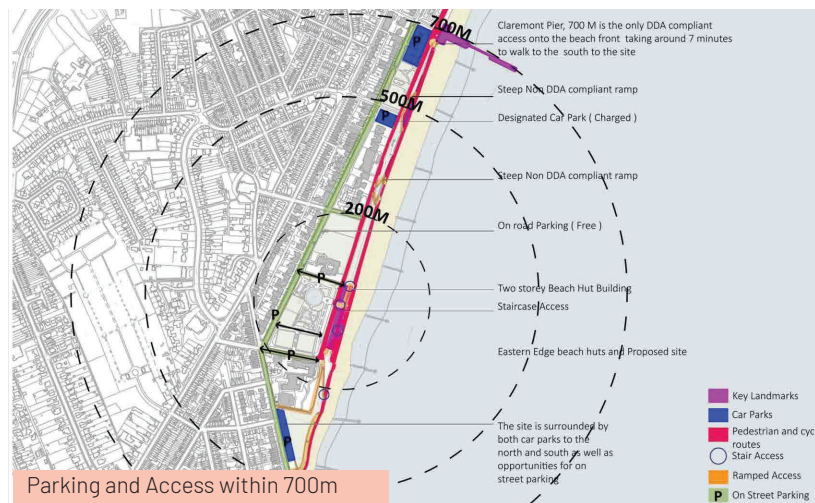 700M
P
Claremont Pier, 700 M is the only DDA compliant
access onto the beach front taking around 7 minutes
to walk to the south to the site
Steep Non DDA compliant ramp
500M
P
Designated Car Park ( Charged )
Steep Non DDA compliant ramp
200M
On road Parking ( Free )
P
Two storey Beach Hut Building
Staircase Access
P
P
Eastern Edge beach huts and Proposed site
The site is surrounded by
both car parks to the
north and south as well as
opportunities for on
street parking
P
Key Landmarks
Car Parks
Pedestrian and cyc
routes
Stair Access
Ramped Access
P On Street Parking
Parking and Access within 700m